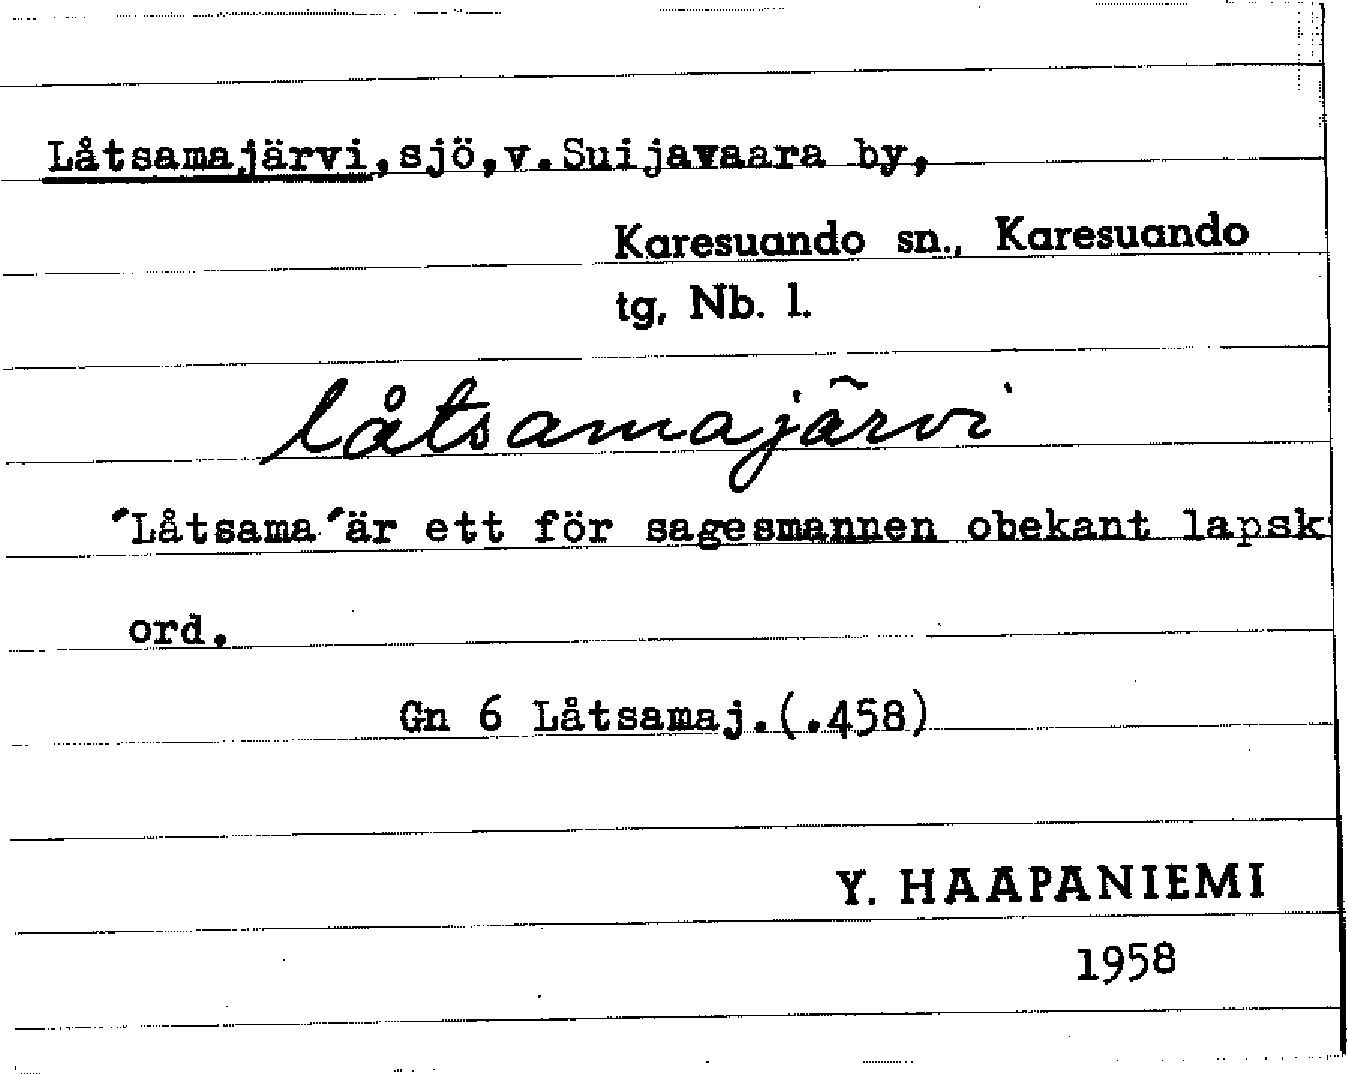 Låtsamajärvi, sjö, v. Suijavaara by,
Karesuando sn., Karesuando
tg, Nb. l.
låtsamajärvi
"Låtsama" är ett för sagesmannen obekant lapskt
ord.
Gn 6 Låtsamaj.(.458)
Y. HAAPANIEMI
1958